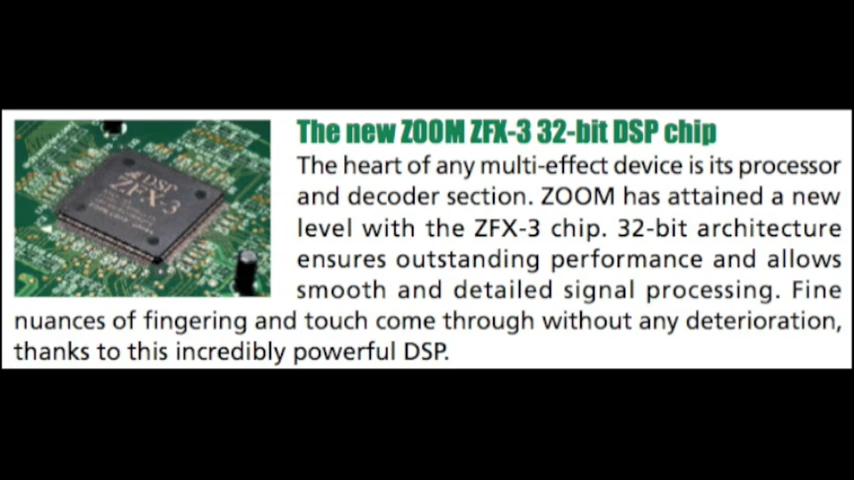 The new ZOOM ZFX-3 32-bit DSP chip
The heart of any multi-effect device is its processor
and decoder section. ZOOM has attained a new
level with the ZFX-3 chip. 32-bit architecture
ensures outstanding performance and allows
smooth and detailed signal processing. Fine
nuances of fingering and touch come through without any deterioration,
thanks to this incredibly powerful DSP.
DSP
ZFX-3